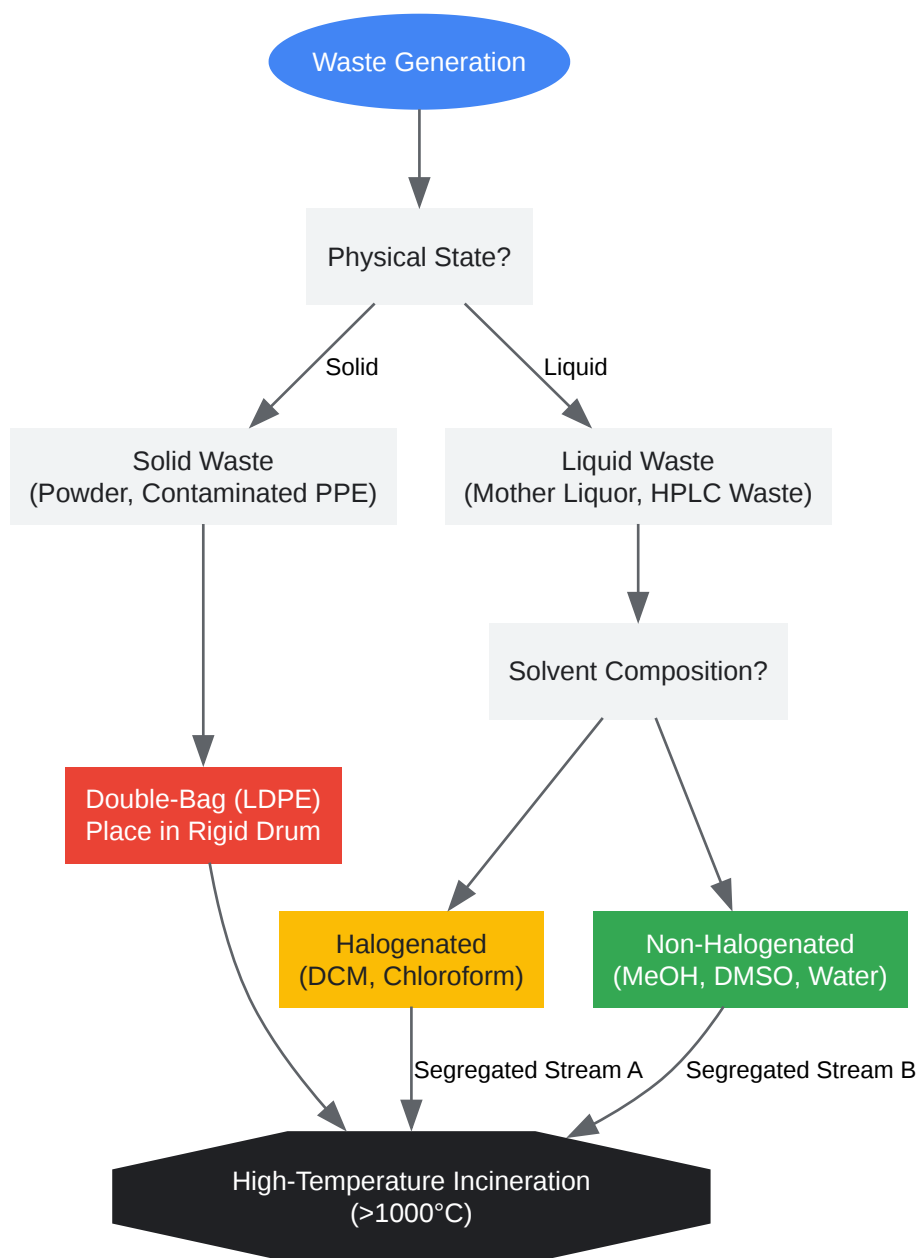 Waste Generation
Physical State?
Solid
Liquid
Solid Waste
(Powder, Contaminated PPE)
Liquid Waste
(Mother Liquor, HPLC Waste)
Solvent Composition?
Double-Bag (LDPE)
Place in Rigid Drum
Halogenated
(DCM, Chloroform)
Non-Halogenated
(MeOH, DMSO, Water)
Segregated Stream A
Segregated Stream B
High-Temperature Incineration
(>1000°C)